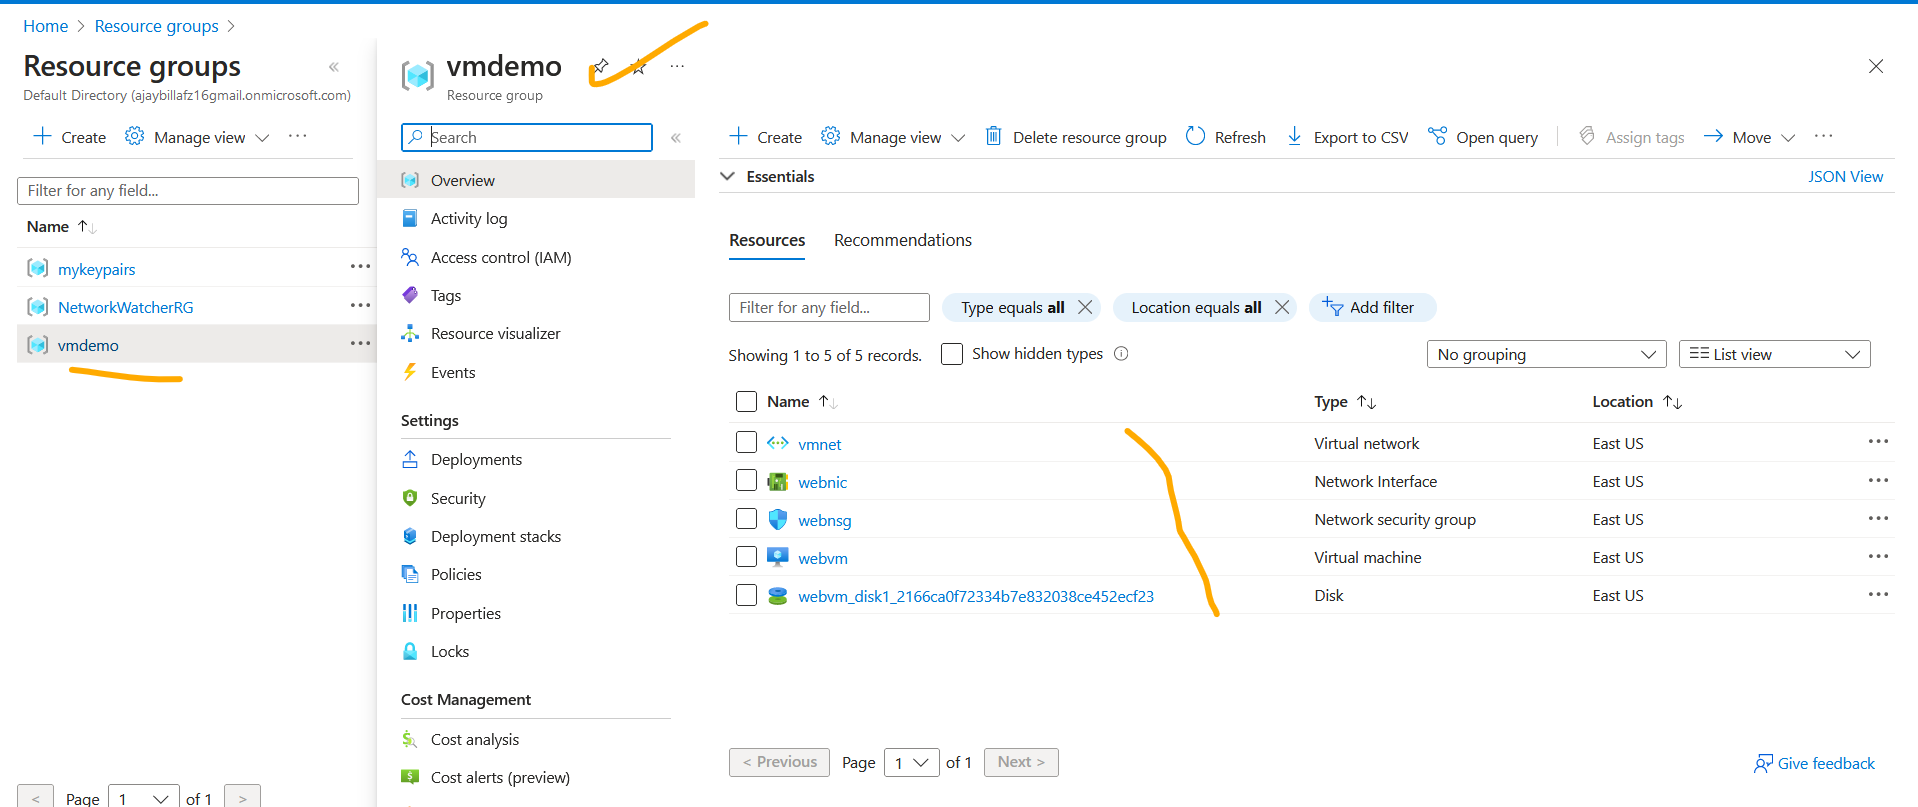 Home > Resource groups >
Resource groups «
Default Directory (ajaybillafz16gmail.onmicrosoft.com)
+ Create Manage view ...
Filter for any field...
Name ↑↓
mykeypairs ...
NetworkWatcherRG ...
vmdemo ...
< Page 1 of 1 >
vmdemo ...
Resource group
Search «
Overview
Activity log
Access control (IAM)
Tags
Resource visualizer
Events
Settings
Deployments
Security
Deployment stacks
Policies
Properties
Locks
Cost Management
Cost analysis
Cost alerts (preview)
+ Create Manage view Delete resource group Refresh Export to CSV Open query Assign tags Move ...
Essentials JSON View
Resources Recommendations
Filter for any field... Type equals all Location equals all Add filter
Showing 1 to 5 of 5 records. Show hidden types No grouping List view
Name ↑↓ Type ↑↓ Location ↑↓
vmnet Virtual network East US ...
webnic Network Interface East US ...
webnsg Network security group East US ...
webvm Virtual machine East US ...
webvm_disk1_2166ca0f72334b7e832038ce452ecf23 Disk East US ...
< Previous Page 1 of 1 Next > Give feedback